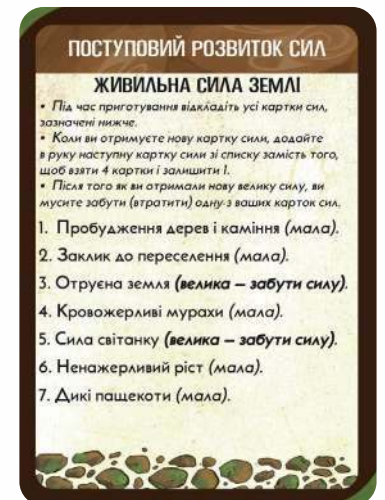 ПОСТУПОВИЙ РОЗВИТОК СИЛ
ЖИВИЛЬНА СИЛА ЗЕМЛІ
• Під час приготування відкладіть усі картки сил,
зазначені нижче.
• Коли ви отримуєте нову картку сили, додайте
в руку наступну картку сили зі списку замість того,
щоб взяти 4 картки і залишити 1.
• Після того як ви отримали нову велику силу, ви
мусите забути (втратити) одну з ваших карток сил.
1. Пробудження дерев і каміння (мала).
2. Заклик до переселення (мала).
3. Отруєна земля (велика – забути силу).
4. Кровожерливі мурахи (мала).
5. Сила світанку (велика – забути силу).
6. Ненажерливий ріст (мала).
7. Дикі пащекоти (мала).